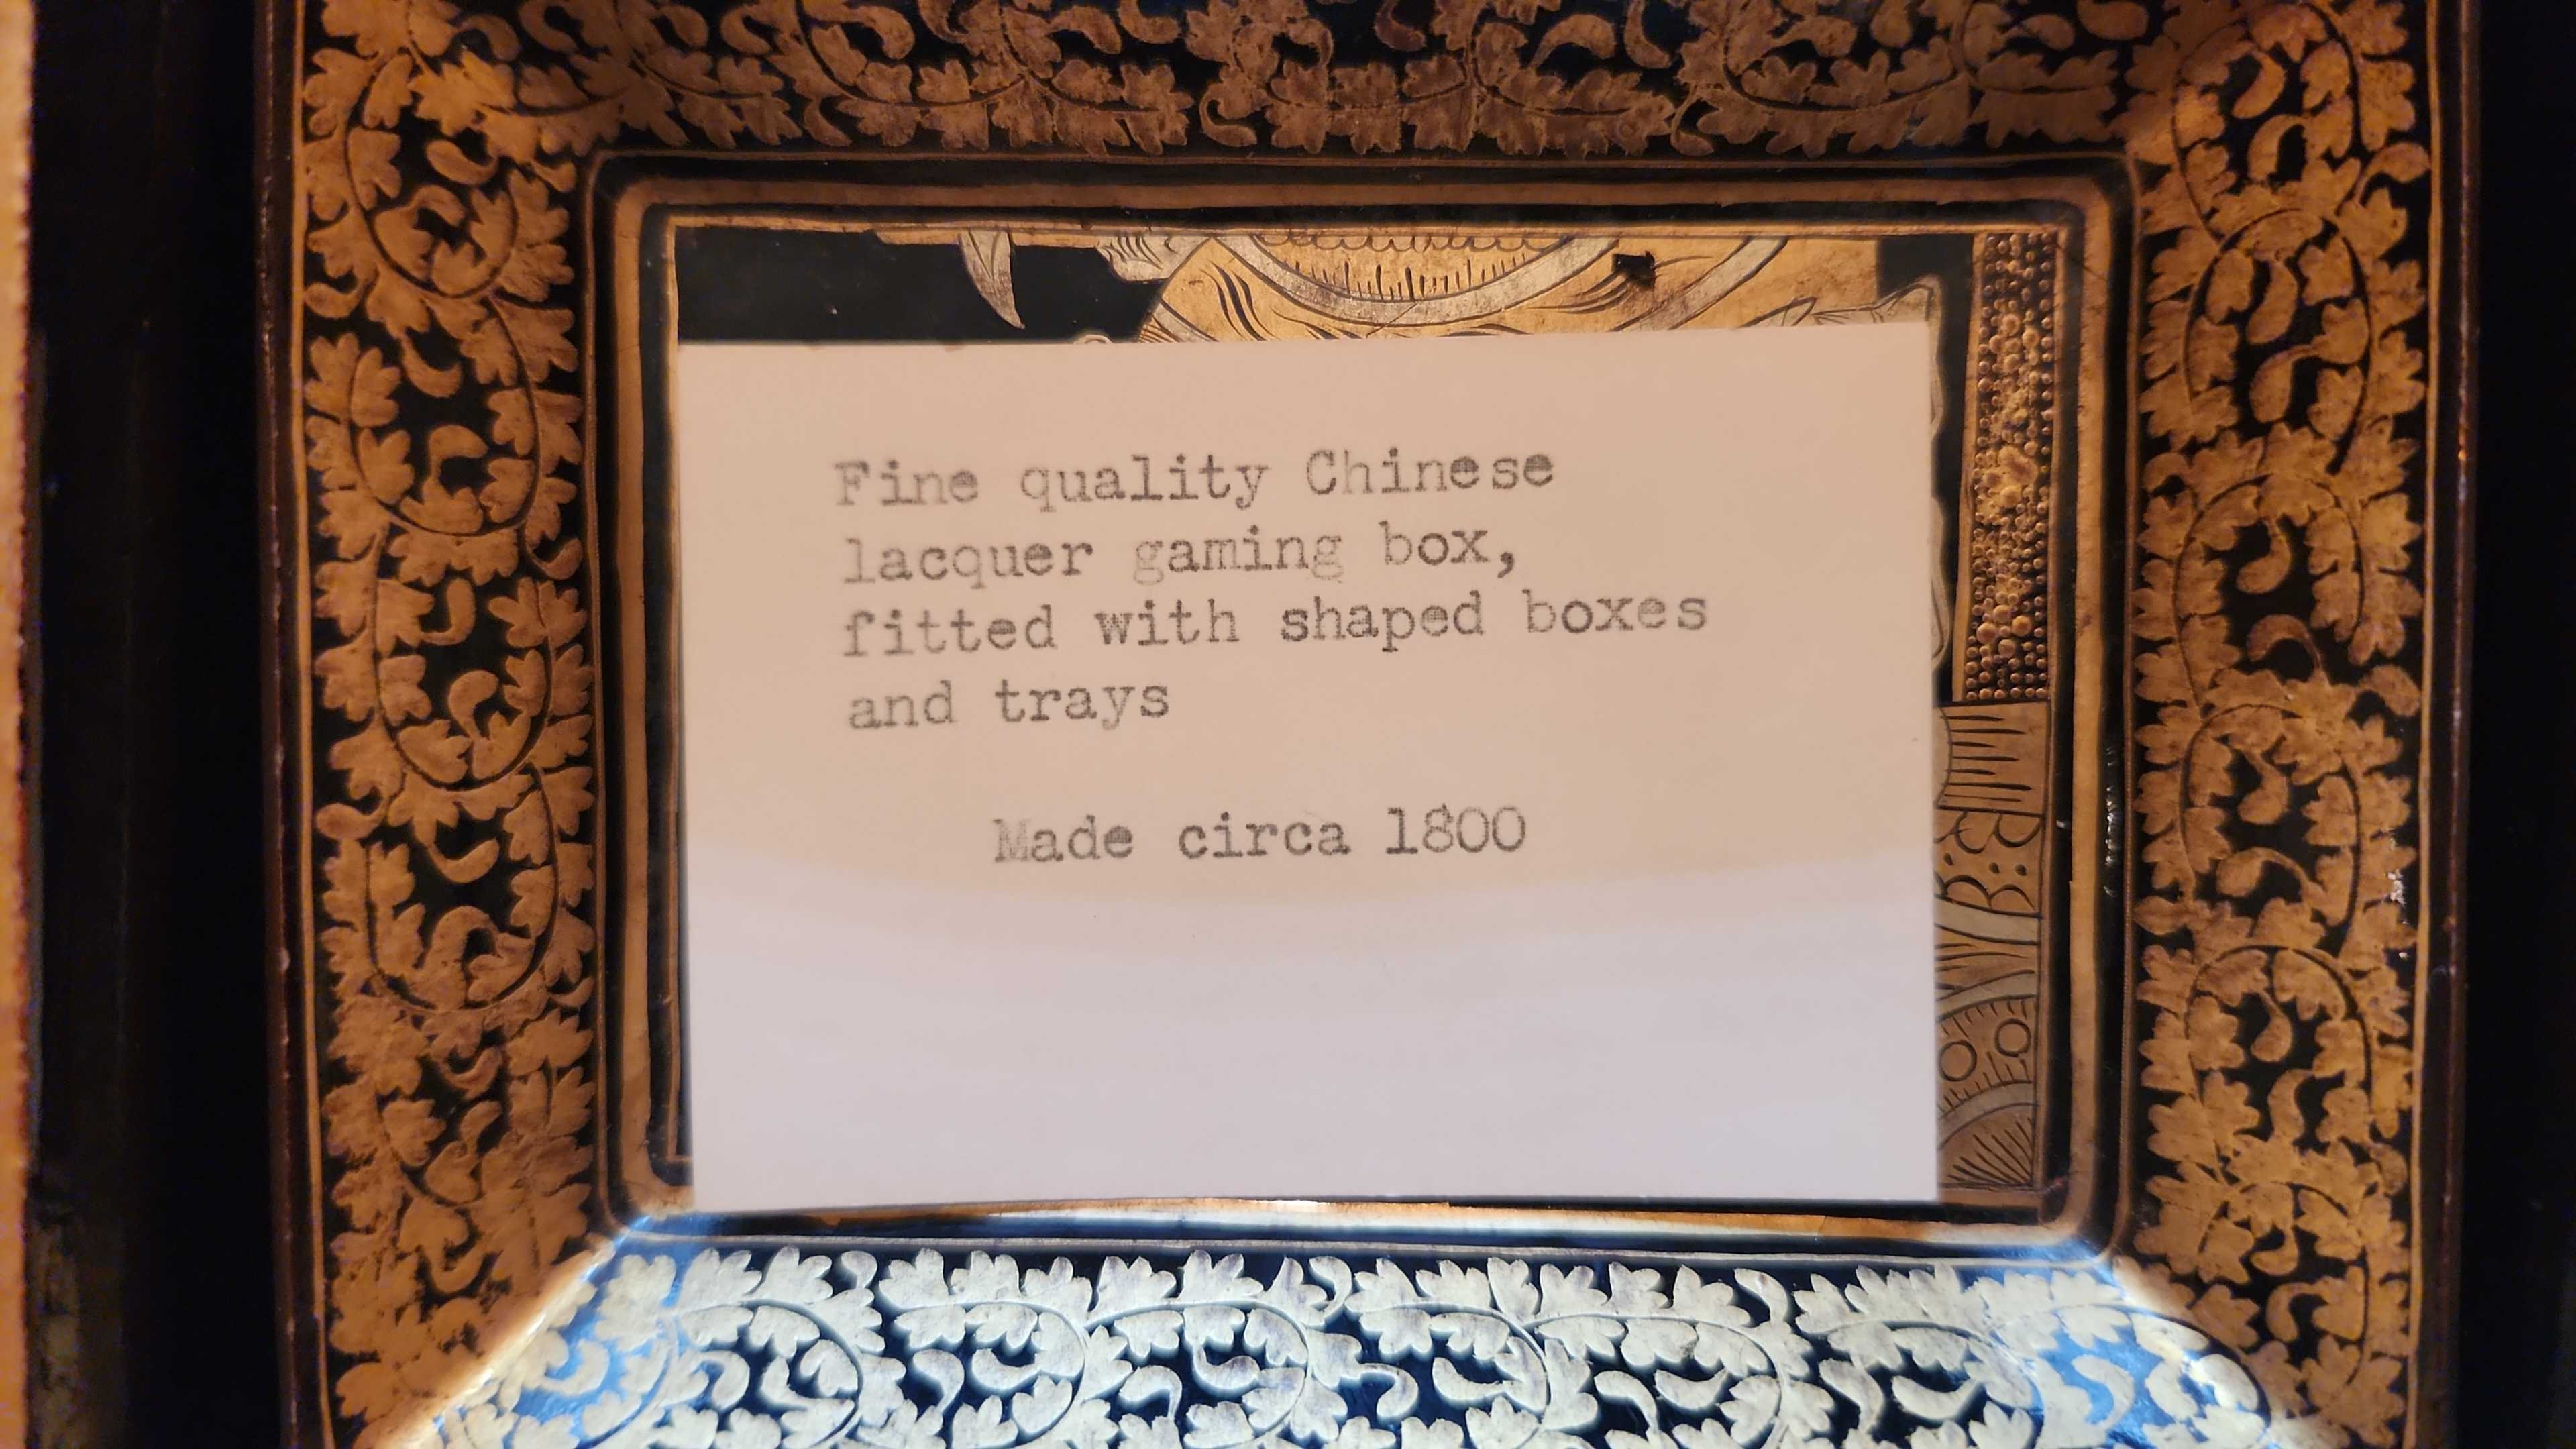 Fine quality Chinese
lacquer gaming box,
fitted with shaped boxes
and trays
Made circa 1800